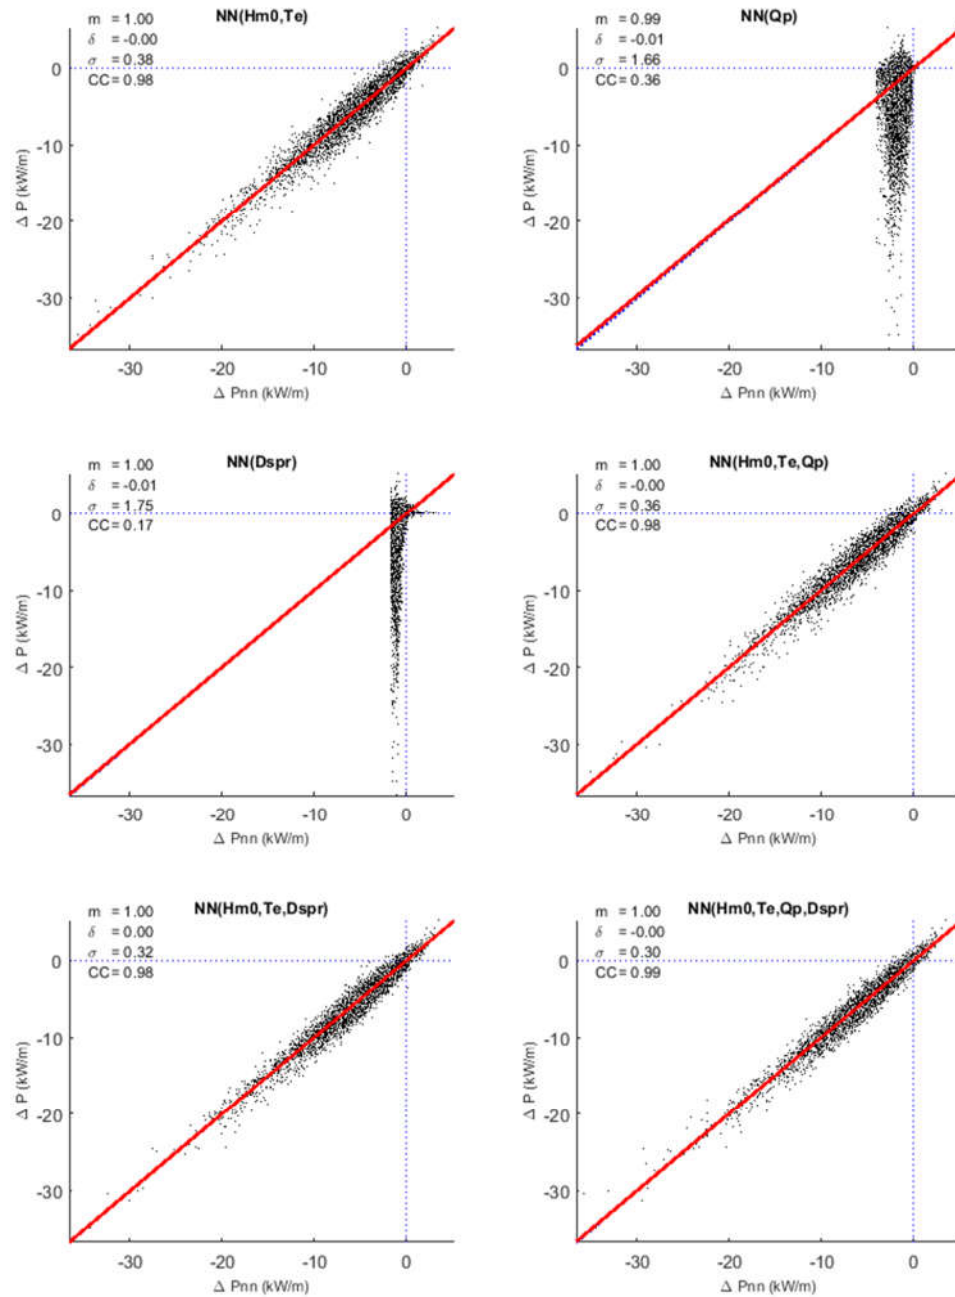 NN(Hm0,Te)
m = 1.00
δ = -0.00
σ = 0.38
CC = 0.98
0
-10
-20
-30
Δ P (kW/m)
-30 -20 -10 0
Δ Pnn (kW/m)
NN(Qp)
m = 0.99
δ = -0.01
σ = 1.66
CC = 0.36
0
-10
-20
-30
Δ P (kW/m)
-30 -20 -10 0
Δ Pnn (kW/m)
NN(Dspr)
m = 1.00
δ = -0.01
σ = 1.75
CC = 0.17
0
-10
-20
-30
Δ P (kW/m)
-30 -20 -10 0
Δ Pnn (kW/m)
NN(Hm0,Te,Qp)
m = 1.00
δ = -0.00
σ = 0.36
CC = 0.98
0
-10
-20
-30
Δ P (kW/m)
-30 -20 -10 0
Δ Pnn (kW/m)
NN(Hm0,Te,Dspr)
m = 1.00
δ = 0.00
σ = 0.32
CC = 0.98
0
-10
-20
-30
Δ P (kW/m)
-30 -20 -10 0
Δ Pnn (kW/m)
NN(Hm0,Te,Qp,Dspr)
m = 1.00
δ = -0.00
σ = 0.30
CC = 0.99
0
-10
-20
-30
Δ P (kW/m)
-30 -20 -10 0
Δ Pnn (kW/m)